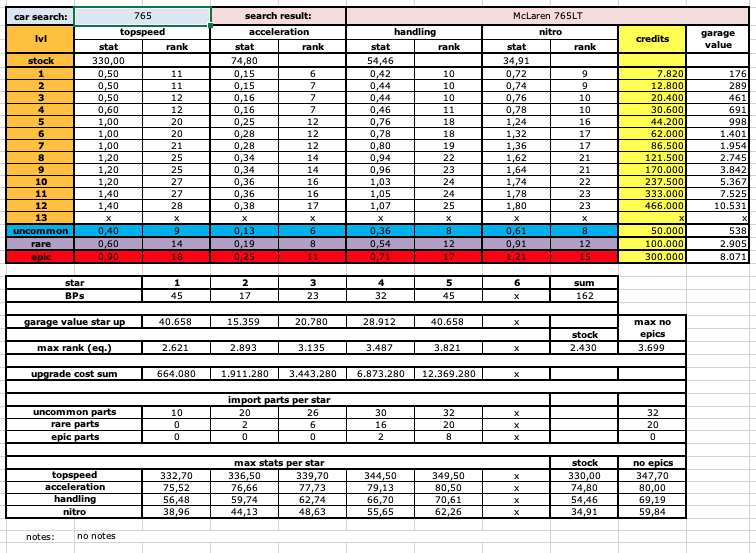 car search: 765 search result: McLaren 765LT
lvl topspeed acceleration handling nitro credits garage value
stat rank stat rank stat rank stat rank
stock 330,00 74,80 54,46 34,91
1 0,50 11 0,15 6 0,42 10 0,72 9 7.820 176
2 0,50 11 0,15 7 0,44 10 0,74 9 12.800 289
3 0,50 12 0,16 7 0,44 10 0,76 10 20.400 461
4 0,60 12 0,16 7 0,46 11 0,78 10 30.600 691
5 1,00 20 0,25 12 0,76 18 1,24 16 44.200 998
6 1,00 20 0,28 12 0,78 18 1,32 17 62.000 1.401
7 1,00 21 0,28 12 0,80 19 1,36 17 86.500 1.954
8 1,20 25 0,34 14 0,94 22 1,62 21 121.500 2.745
9 1,20 25 0,34 14 0,96 23 1,64 21 170.000 3.842
10 1,20 27 0,36 16 1,03 24 1,74 22 237.500 5.367
11 1,40 27 0,36 16 1,05 24 1,78 23 333.000 7.525
12 1,40 28 0,38 17 1,07 25 1,80 23 466.000 10.531
13 x x x x x x x x x x
uncommon 0,40 9 0,13 6 0,36 8 0,61 8 50.000 538
rare 0,60 14 0,19 8 0,54 12 0,91 12 100.000 2.905
epic 0,90 18 0,25 11 0,71 17 1,21 15 300.000 8.071
star 1 2 3 4 5 6 sum
BPs 45 17 23 32 45 x 162
garage value star up 40.658 15.359 20.780 28.912 40.658 x max no epics
stock
max rank (eq.) 2.621 2.893 3.135 3.487 3.821 x 2.430 3.699
upgrade cost sum 664.080 1.911.280 3.443.280 6.873.280 12.369.280 x
import parts per star
uncommon parts 10 20 26 30 32 x 32
rare parts 0 2 6 16 20 x 20
epic parts 0 0 0 2 8 x 0
max stats per star stock no epics
topspeed 332,70 336,50 339,70 344,50 349,50 x 330,00 347,70
acceleration 75,52 76,66 77,73 79,13 80,50 x 74,80 80,00
handling 56,48 59,74 62,74 66,70 70,61 x 54,46 69,19
nitro 38,96 44,13 48,63 55,65 62,26 x 34,91 59,84
notes: no notes